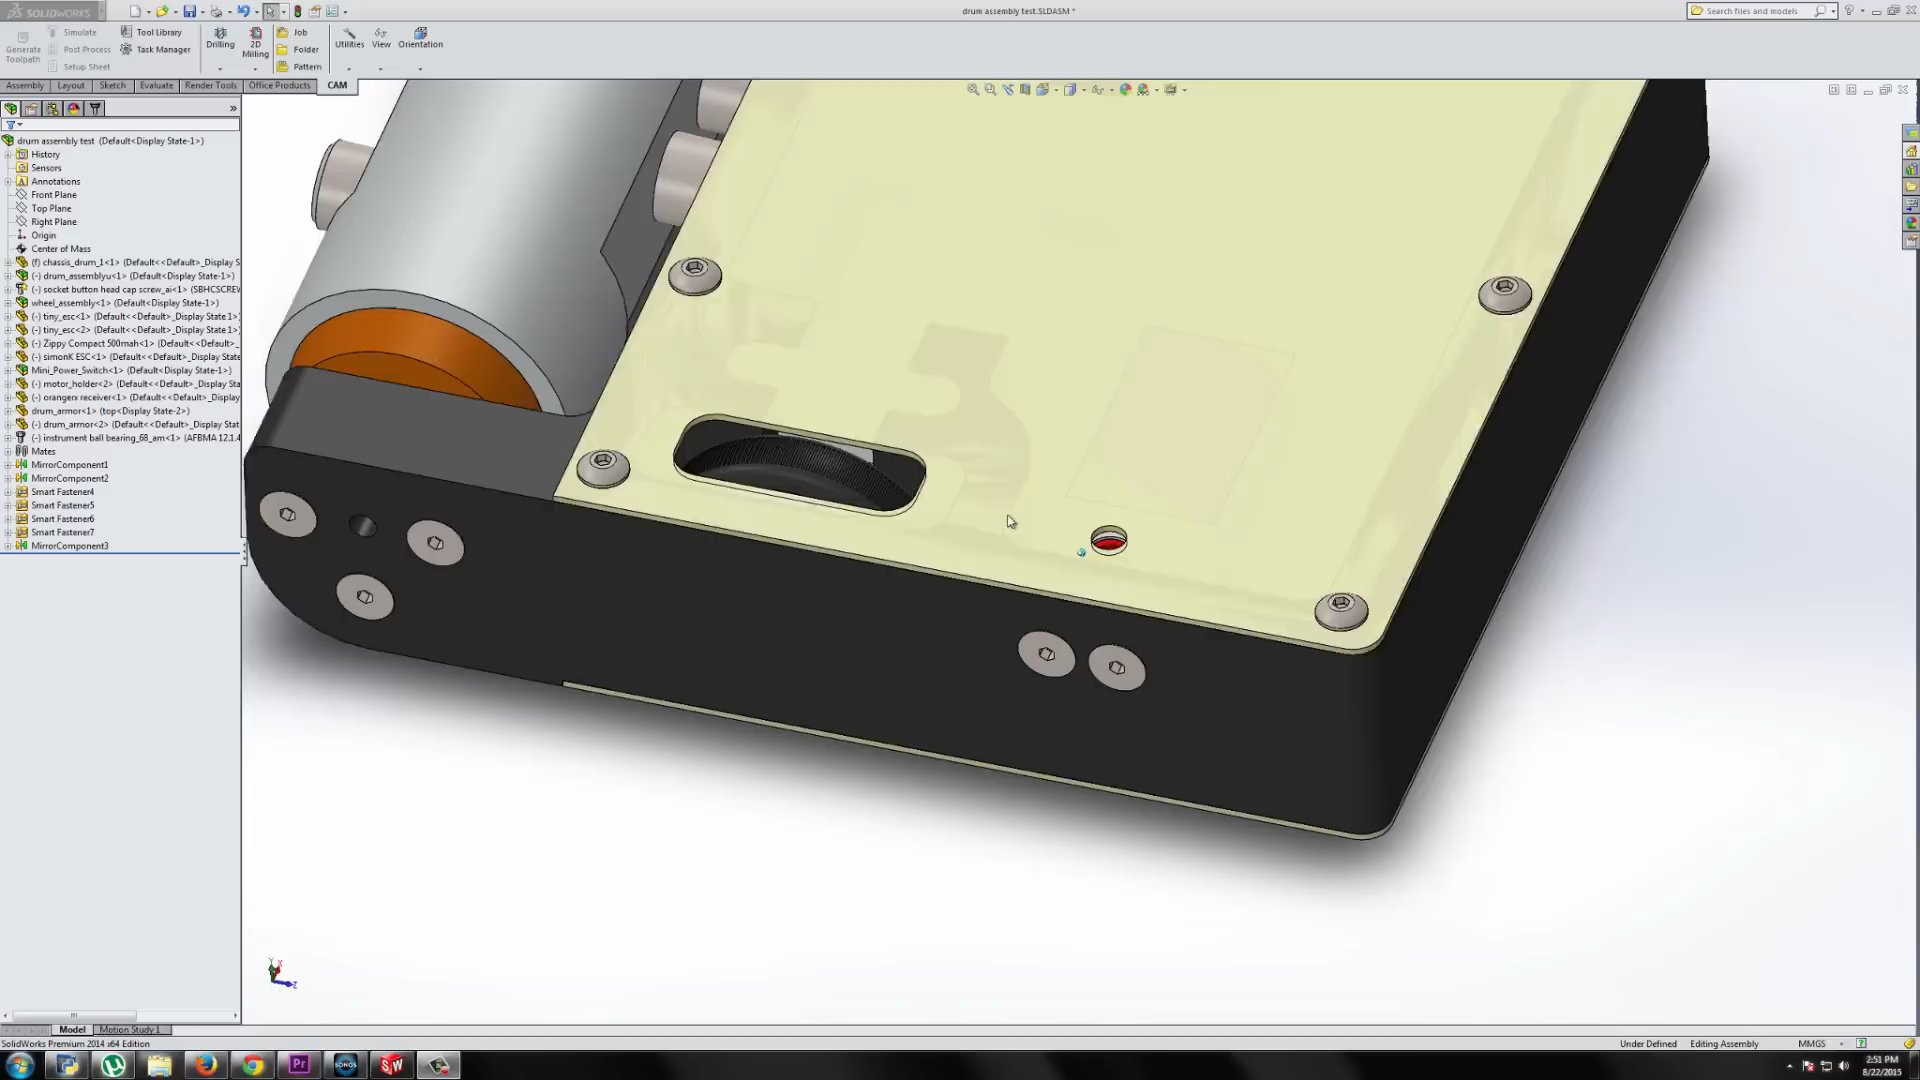 SOLIDWORKS
drum assembly test.SLDASM *
Search files and models
Generate Toolpath
Simulate
Post Process
Setup Sheet
Tool Library
Task Manager
Drilling
2D Milling
Job
Folder
Pattern
Utilities
View
Orientation
Assembly Layout Sketch Evaluate Render Tools Office Products CAM
drum assembly test (Default<Display State-1>)
History
Sensors
Annotations
Front Plane
Top Plane
Right Plane
Origin
Center of Mass
(f) chassis_drum_1<1> (Default<<Default>_Display S
(-) drum_assemblyu<1> (Default<Display State-1>)
(-) socket button head cap screw_ai<1> (SBHCSCREW
wheel_assembly<1> (Default<Display State-1>)
(-) tiny_esc<1> (Default<<Default>_Display State 1>)
(-) tiny_esc<2> (Default<<Default>_Display State 1>)
(-) Zippy Compact 500mah<1> (Default<<Default>_
(-) simonK ESC<1> (Default<<Default>_Display State
Mini_Power_Switch<1> (Default<Display State-1>)
(-) motor_holder<2> (Default<<Default>_Display Sta
(-) orangerx receiver<1> (Default<<Default>_Display
drum_armor<1> (top<Display State-2>)
(-) drum_armor<2> (Default<<Default>_Display Sta
(-) instrument ball bearing_68_am<1> (AFBMA 12.1.4
Mates
MirrorComponent1
MirrorComponent2
Smart Fastener4
Smart Fastener5
Smart Fastener6
Smart Fastener7
MirrorComponent3
Y
X
Z
Model Motion Study 1
SolidWorks Premium 2014 x64 Edition
Under Defined Editing Assembly MMGS
Pr
SONOS
SW
2:51 PM
8/22/2015